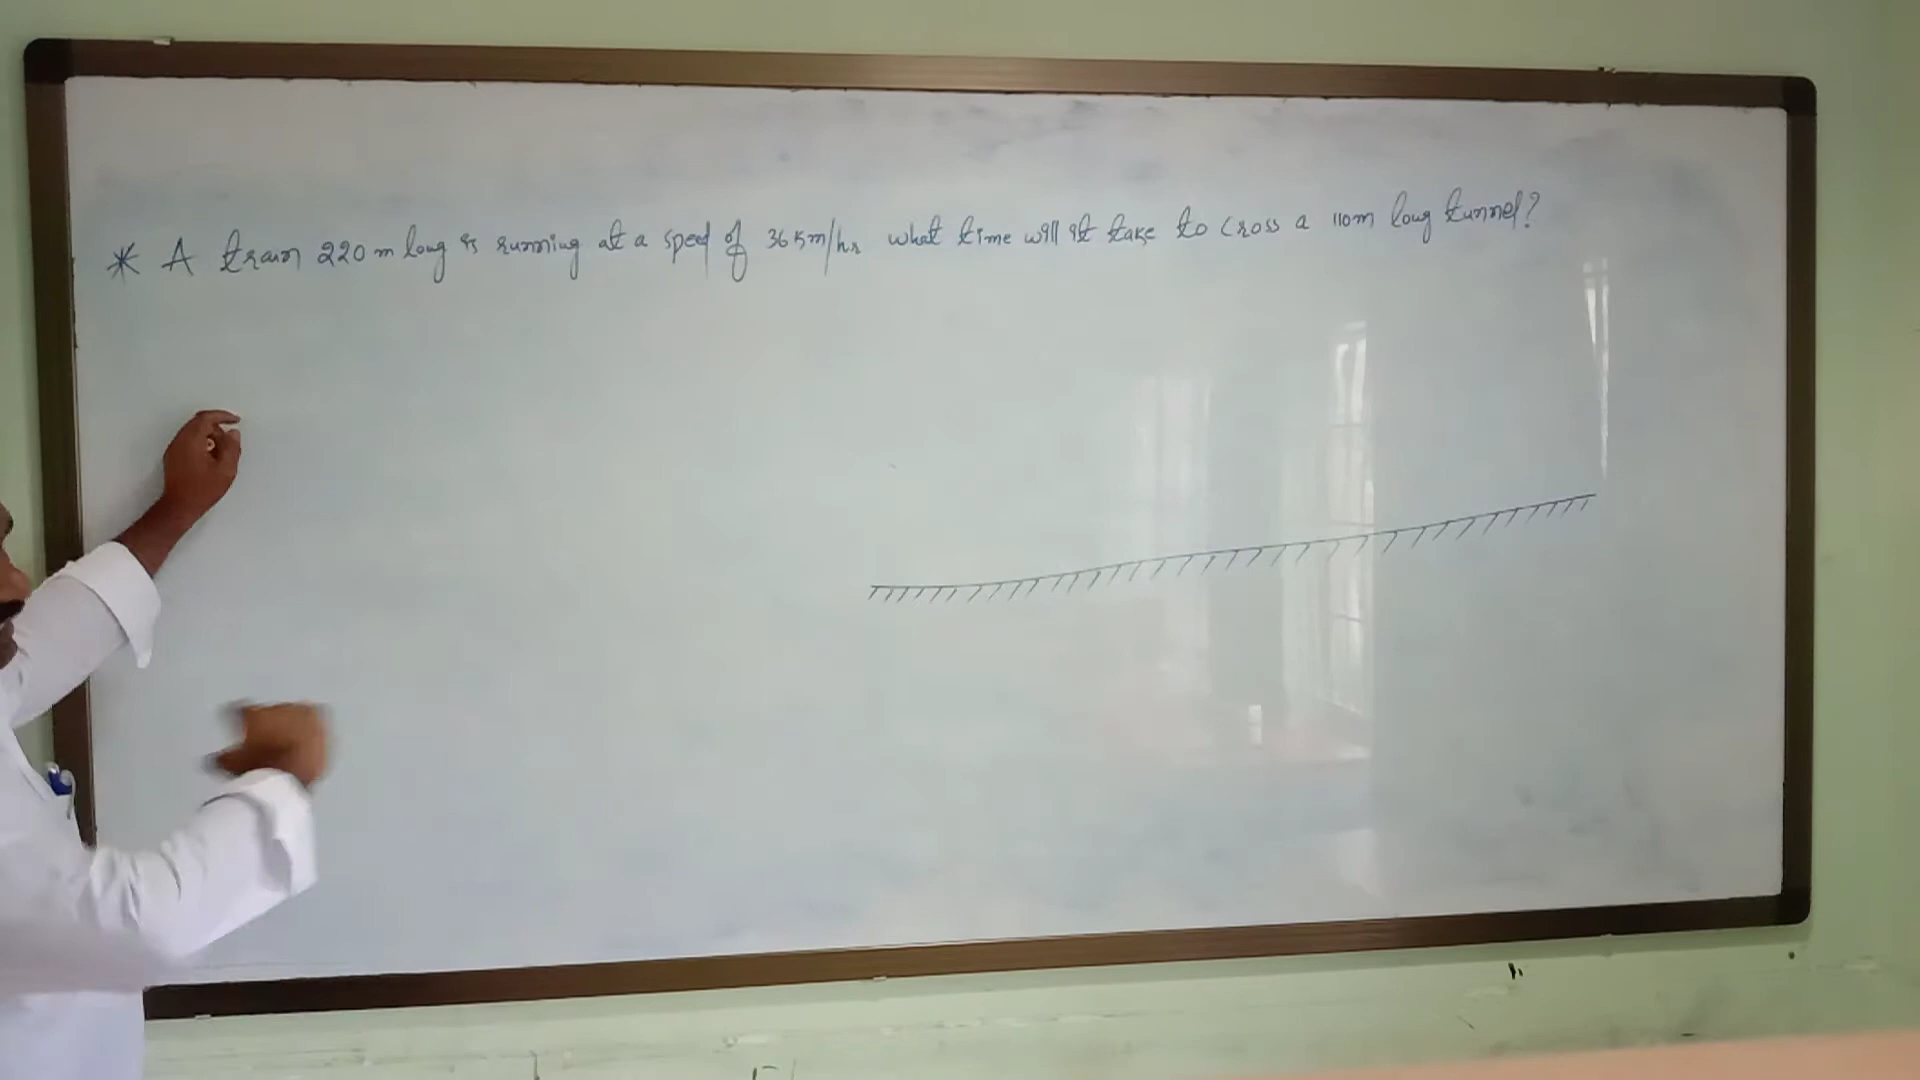 * A train 220 m long is running at a speed of 36 km/hr what time will it take to cross a 110m long tunnel?